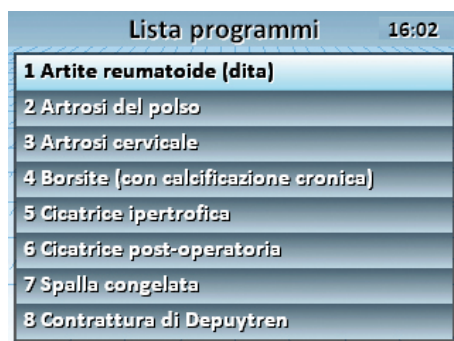 Lista programmi 16:02
1 Artite reumatoide (dita)
2 Artrosi del polso
3 Artrosi cervicale
4 Borsite (con calcificazione cronica)
5 Cicatrice ipertrofica
6 Cicatrice post-operatoria
7 Spalla congelata
8 Contrattura di Depuytren